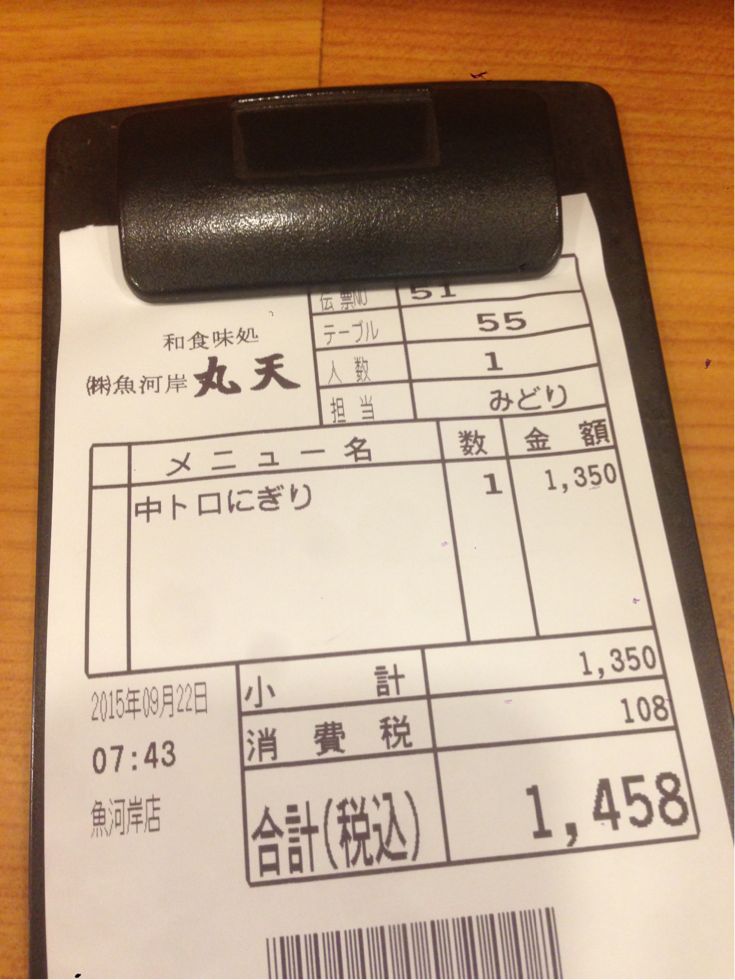 伝票NO 51
和食味処
テーブル 55
㈱魚河岸 丸天
人数 1
担当 みどり
メニュー名 数 金額
中トロにぎり 1 1,350
小計 1,350
2015年09月22日
消費税 108
07:43
魚河岸店
合計(税込) 1,458